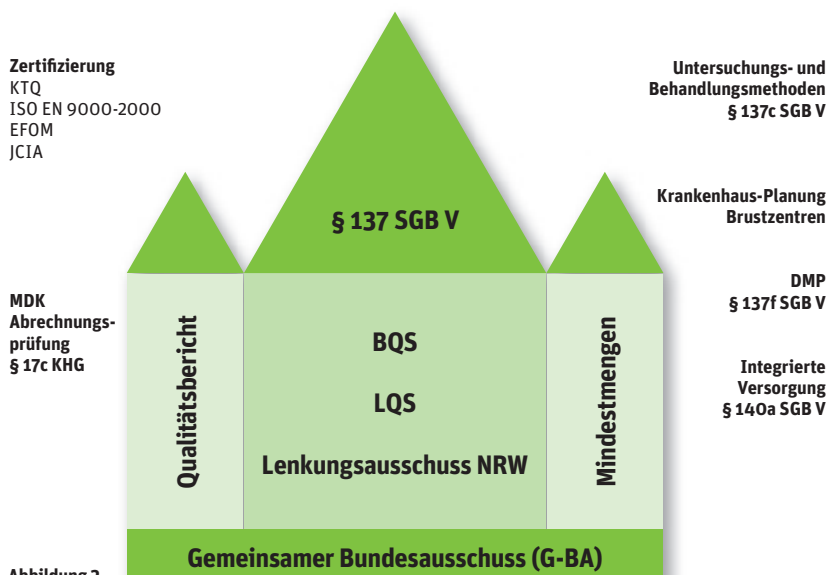 Zertifizierung
KTQ
ISO EN 9000-2000
EFOM
JCIA
MDK
Abrechnungs-
prüfung
§ 17c KHG
§ 137 SGB V
Qualitätsbericht
BQS
LQS
Lenkungsausschuss NRW
Mindestmengen
Gemeinsamer Bundesausschuss (G-BA)
Untersuchungs- und
Behandlungsmethoden
§ 137c SGB V
Krankenhaus-Planung
Brustzentren
DMP
§ 137f SGB V
Integrierte
Versorgung
§ 140a SGB V
Abbildung 2